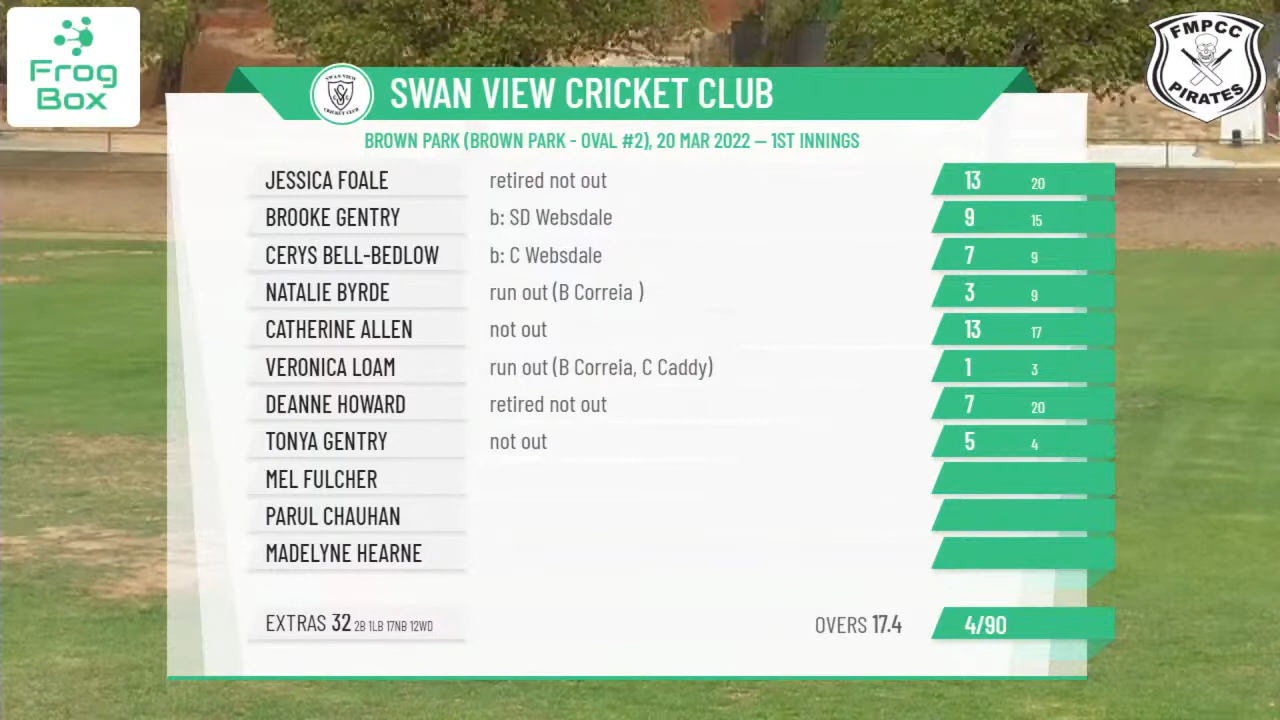 Frog
Box
FMPCC
PIRATES
SWAN VIEW
CRICKET CLUB
SWAN VIEW CRICKET CLUB
BROWN PARK (BROWN PARK - OVAL #2), 20 MAR 2022 – 1ST INNINGS
JESSICA FOALE retired not out 13 20
BROOKE GENTRY b: SD Websdale 9 15
CERYS BELL-BEDLOW b: C Websdale 7 9
NATALIE BYRDE run out (B Correia ) 3 9
CATHERINE ALLEN not out 13 17
VERONICA LOAM run out (B Correia, C Caddy) 1 3
DEANNE HOWARD retired not out 7 20
TONYA GENTRY not out 5 4
MEL FULCHER
PARUL CHAUHAN
MADELYNE HEARNE
EXTRAS 32 2B 1LB 17NB 12WD OVERS 17.4 4/90